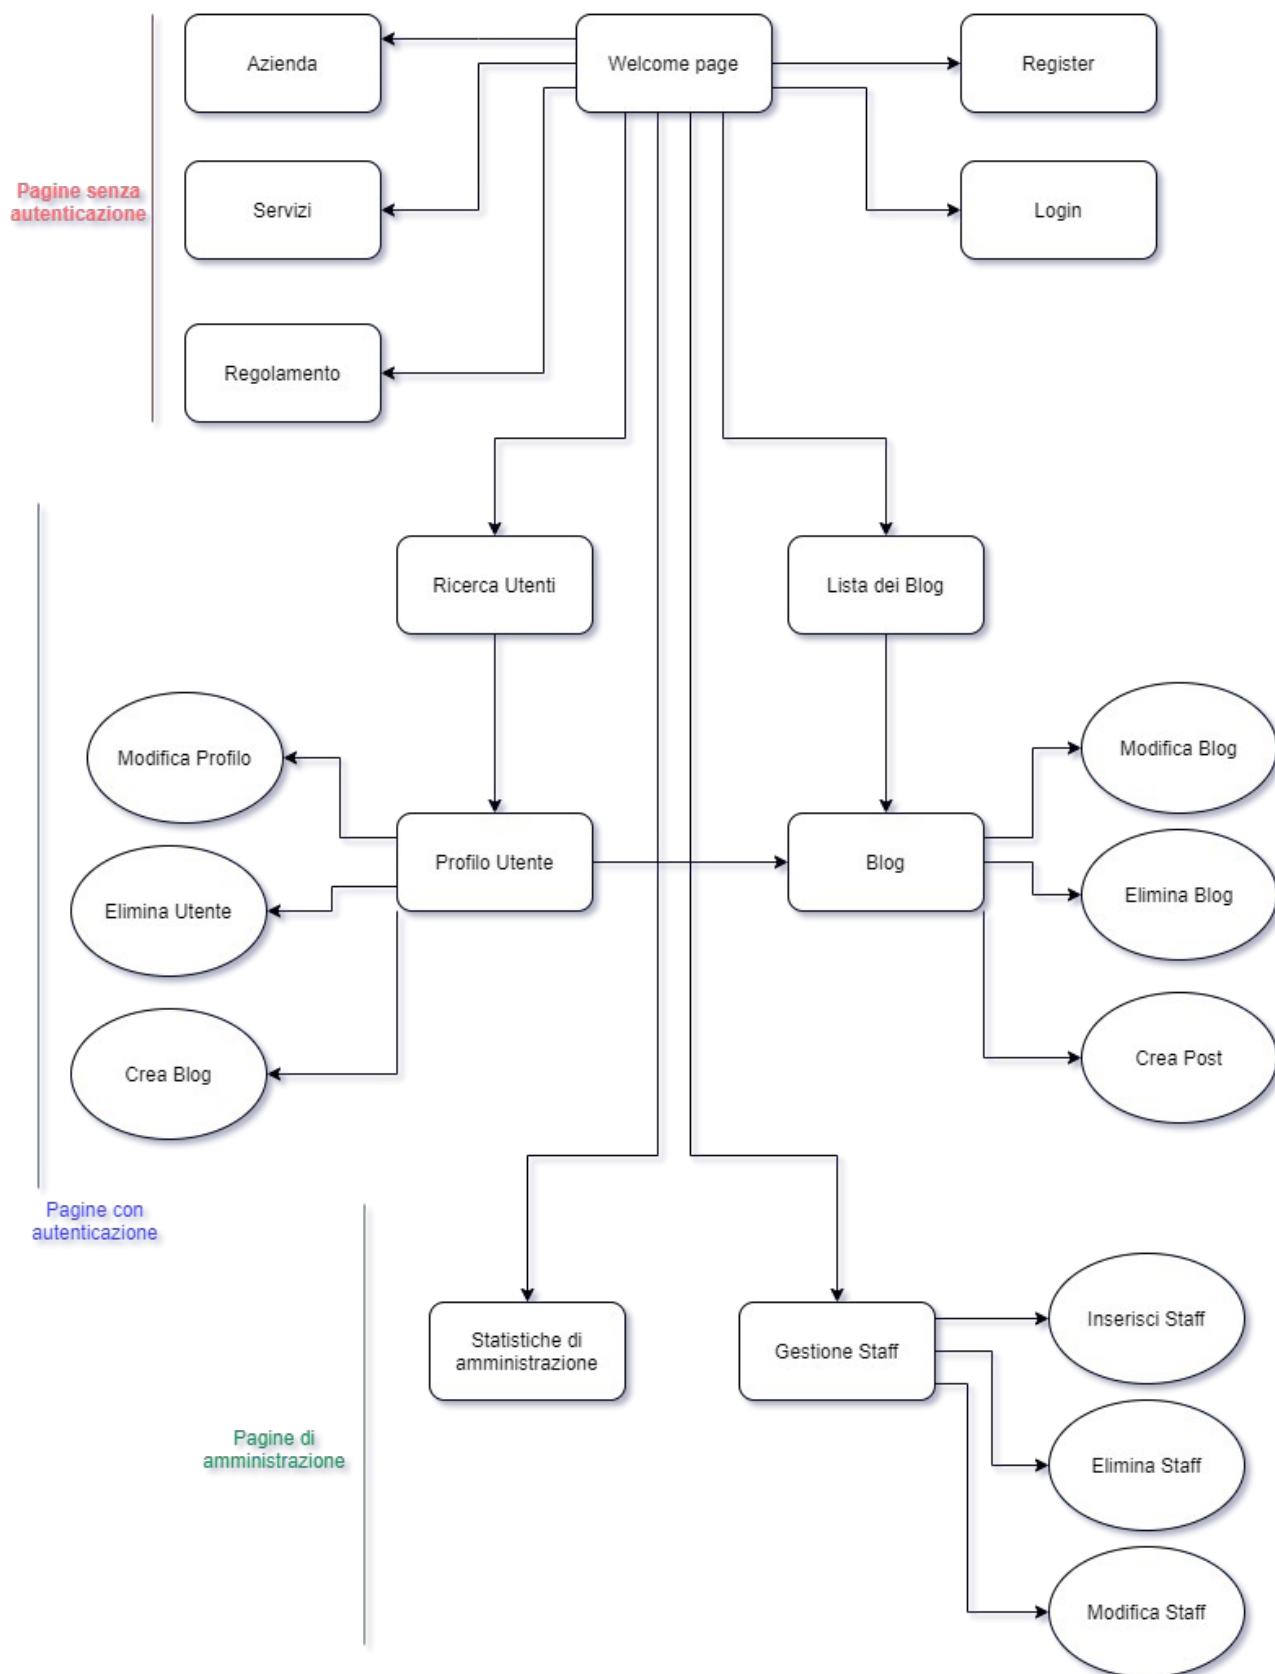 Azienda
Welcome page
Register
Pagine senza
autenticazione
Servizi
Login
Regolamento
Ricerca Utenti
Lista dei Blog
Modifica Profilo
Modifica Blog
Profilo Utente
Blog
Elimina Utente
Elimina Blog
Crea Blog
Crea Post
Pagine con
autenticazione
Statistiche di
amministrazione
Gestione Staff
Inserisci Staff
Pagine di
amministrazione
Elimina Staff
Modifica Staff